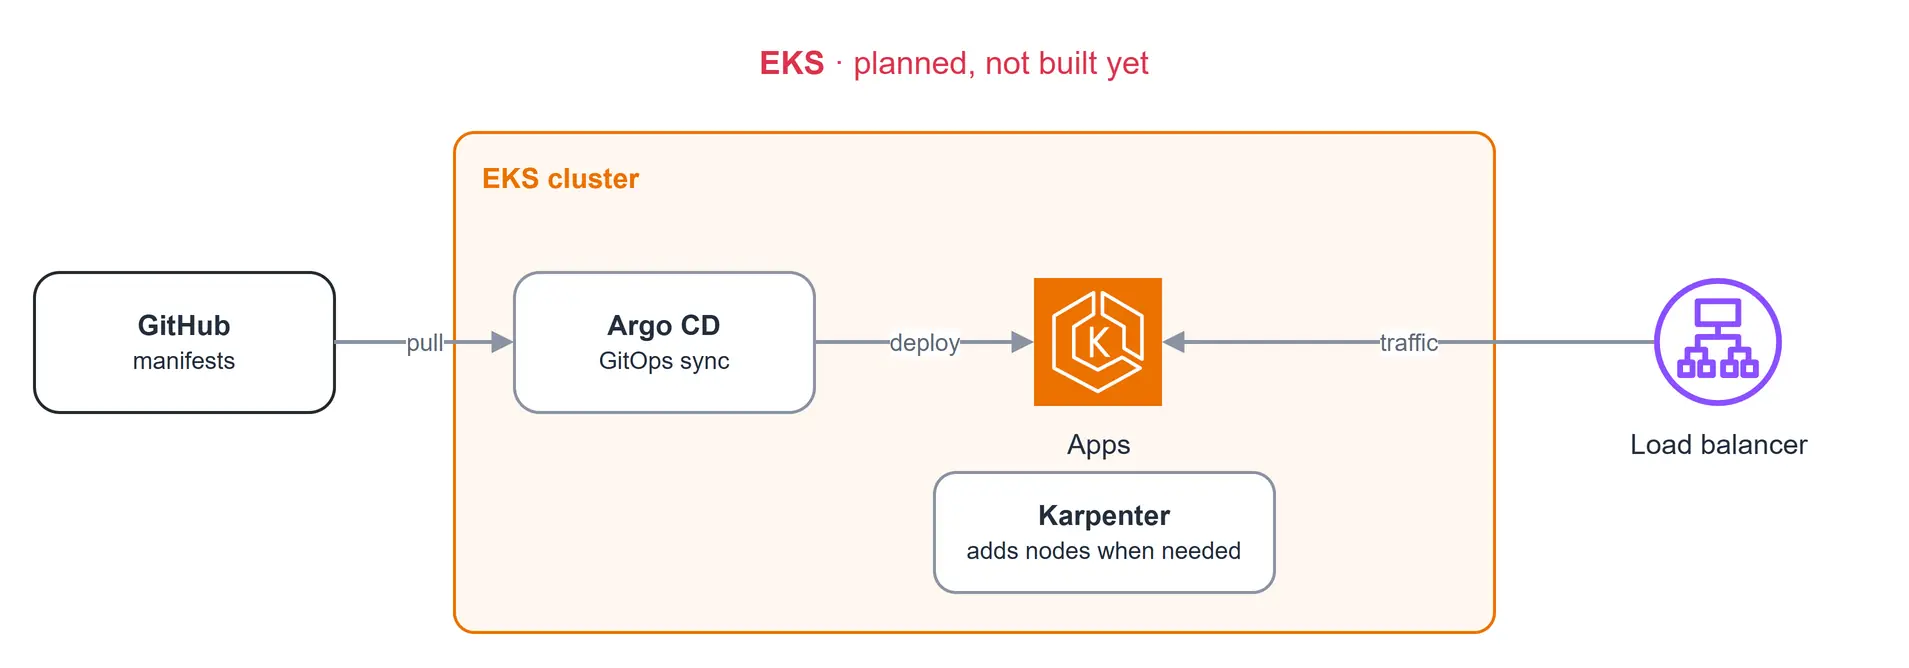 EKS · planned, not built yet
EKS cluster
GitHub
manifests
pull
Argo CD
GitOps sync
deploy
K
Apps
traffic
Load balancer
Karpenter
adds nodes when needed